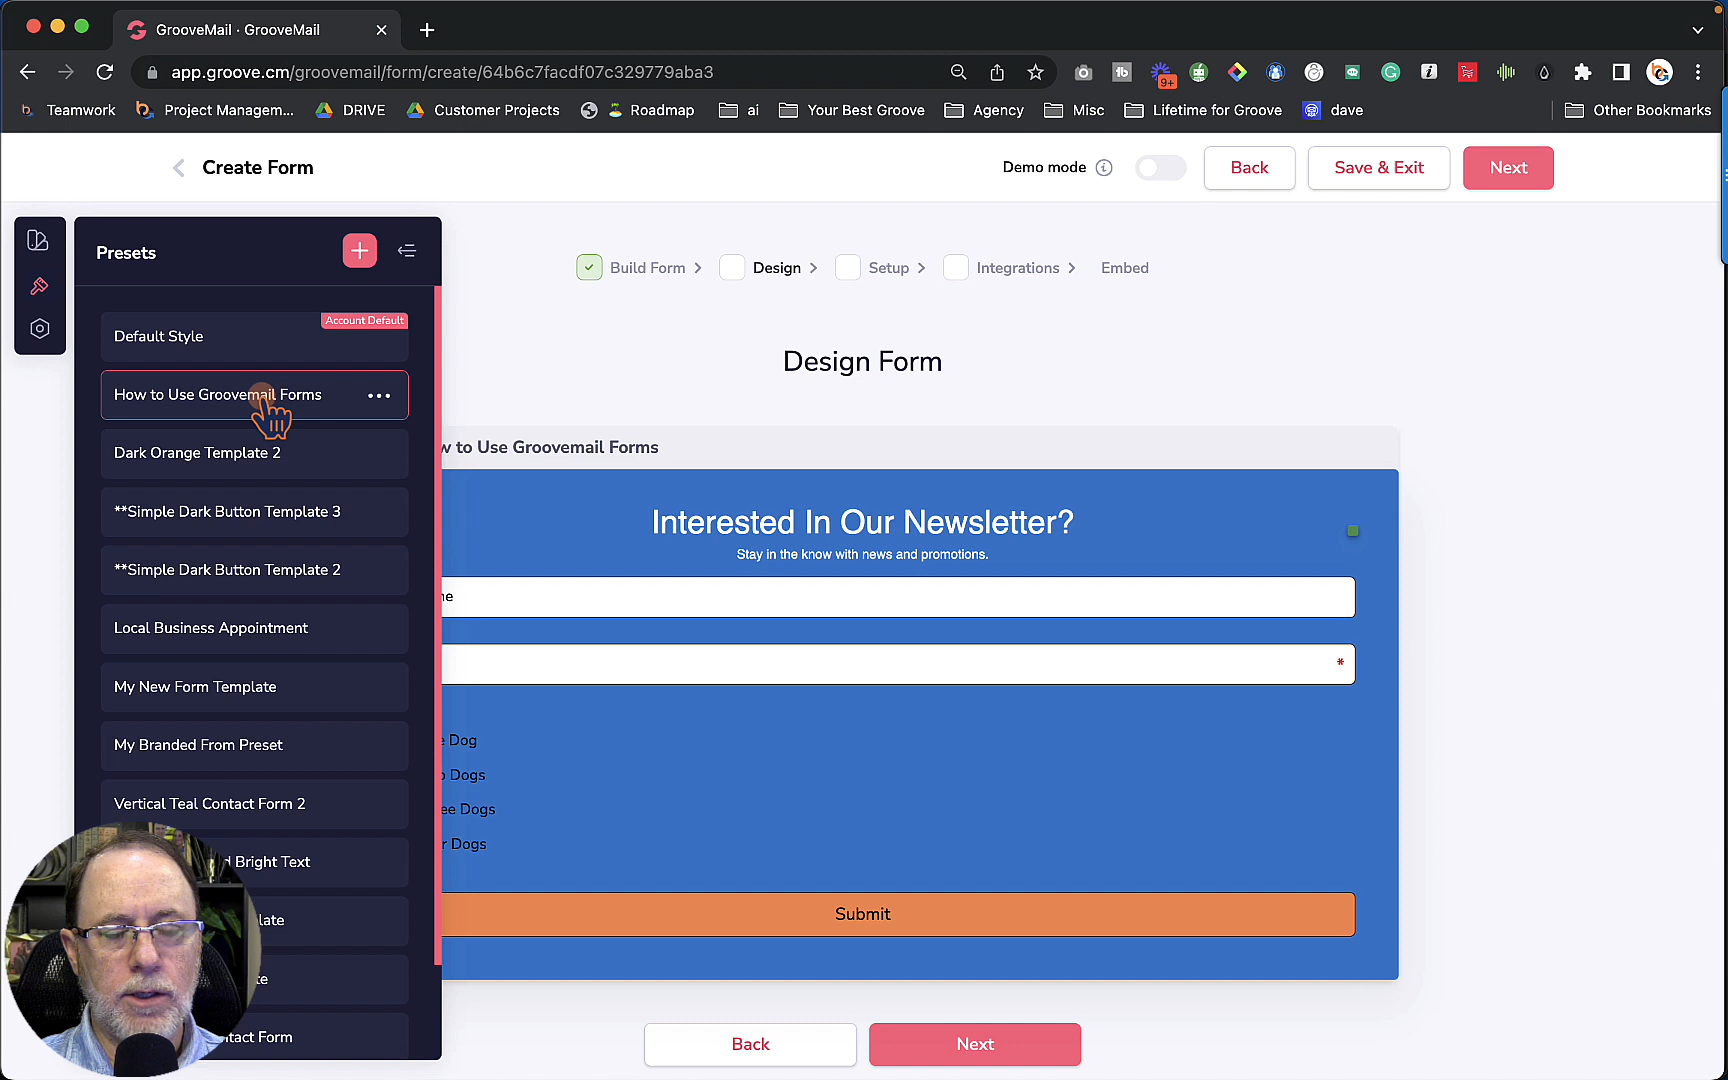 GrooveMail · GrooveMail
app.groove.cm/groovemail/form/create/64b6c7facdf07c329779aba3
9+
Teamwork
Project Managem...
DRIVE
Customer Projects
Roadmap
ai
Your Best Groove
Agency
Misc
Lifetime for Groove
dave
Other Bookmarks
Create Form
Demo mode
Back
Save & Exit
Next
Presets
Build Form
Design
Setup
Integrations
Embed
Account Default
Default Style
How to Use Groovemail Forms
Dark Orange Template 2
**Simple Dark Button Template 3
**Simple Dark Button Template 2
Local Business Appointment
My New Form Template
My Branded From Preset
Vertical Teal Contact Form 2
d Bright Text
late
te
tact Form
Design Form
w to Use Groovemail Forms
Interested In Our Newsletter?
Stay in the know with news and promotions.
me
*
e Dog
o Dogs
ee Dogs
r Dogs
Submit
Back
Next